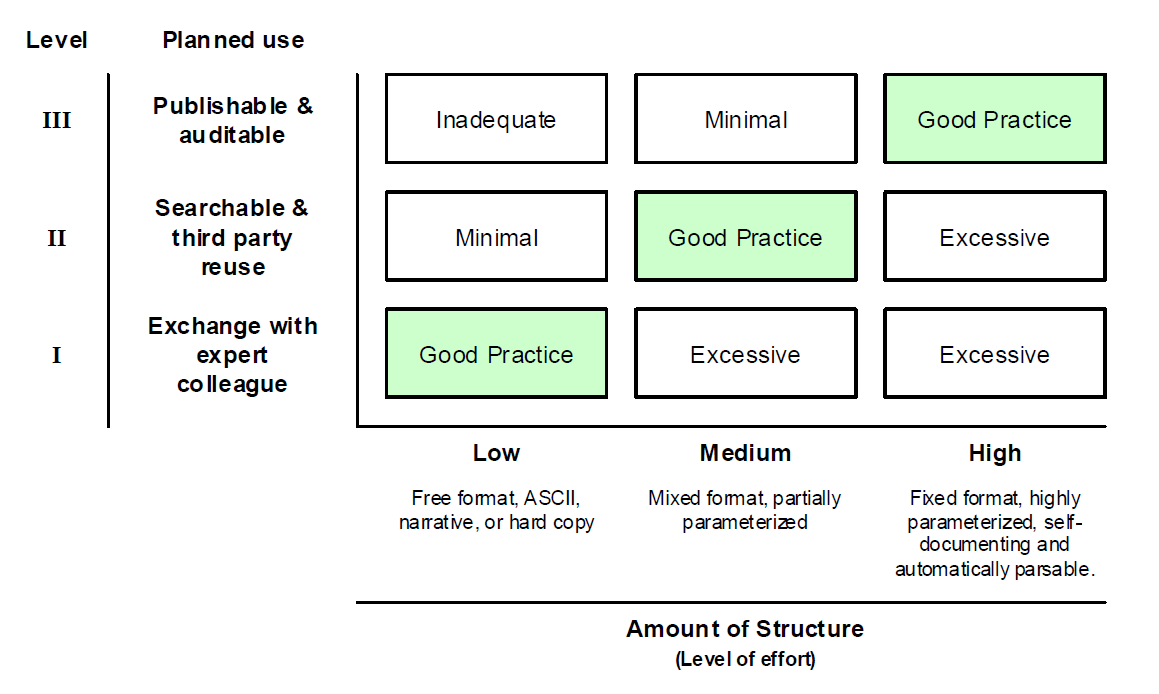 Level Planned use
III
Publishable &
auditable
Inadequate
Minimal
Good Practice
II
Searchable &
third party
reuse
Minimal
Good Practice
Excessive
I
Exchange with
expert
colleague
Good Practice
Excessive
Excessive
Low
Free format, ASCII,
narrative, or hard copy
Medium
Mixed format, partially
parameterized
High
Fixed format, highly
parameterized, self-
documenting and
automatically parsable.
Amount of Structure
(Level of effort)